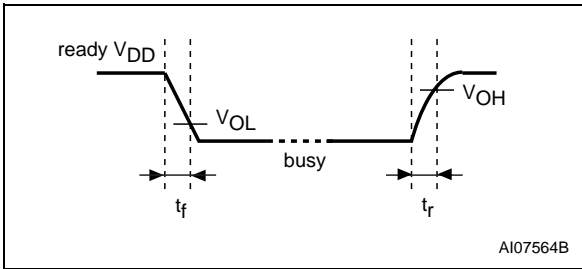 ready VDD
VOL
VOH
busy
tf
tr
AI07564B